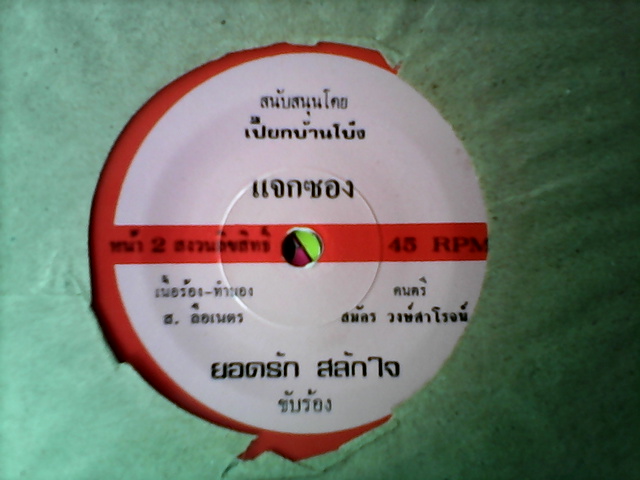 สนับสนุนโดย
เปี๊ยกบ้านโป่ง
แจกซอง
หน้า 2 สงวนลิขสิทธิ์ 45 RPM
เนื้อร้อง-ทำนอง ดนตรี
ส. ลือเนตร สมัคร วงษ์สาโรจน์
ยอดรัก สลักใจ
ขับร้อง